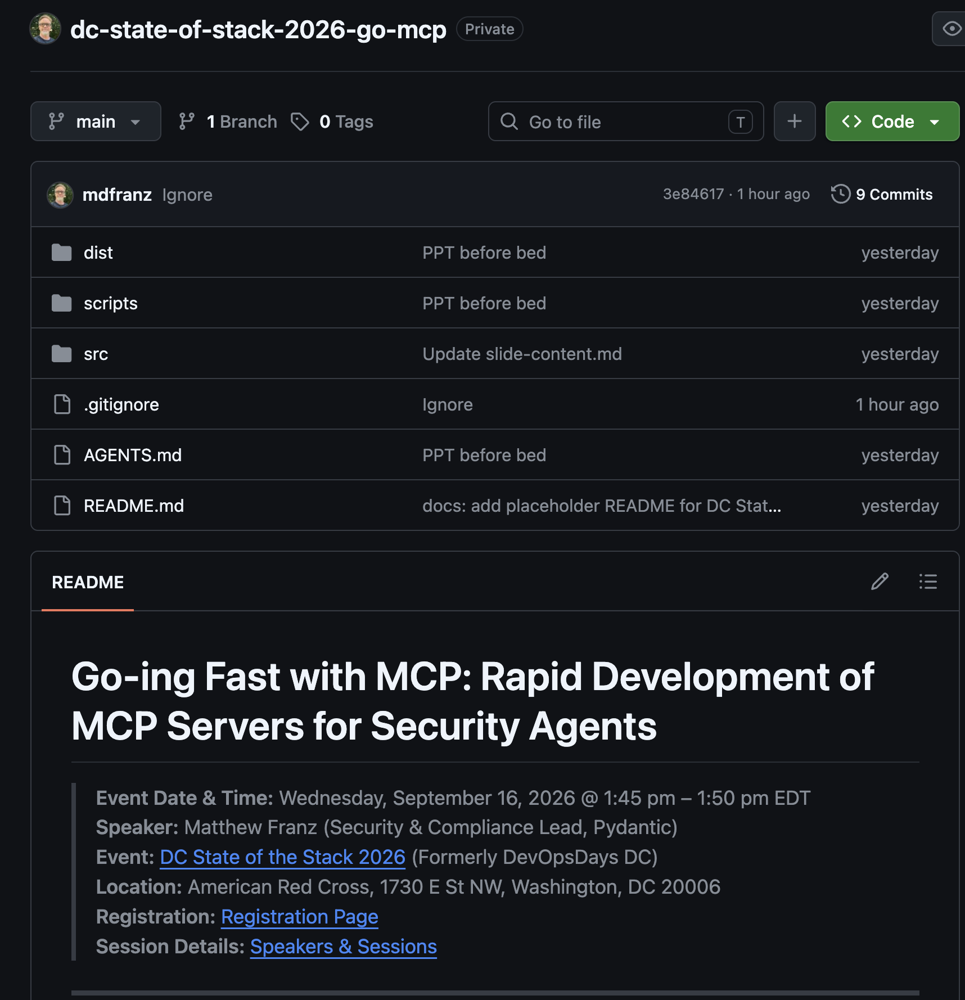 dc-state-of-stack-2026-go-mcp Private
main 1 Branch 0 Tags Go to file T Code
mdfranz Ignore 3e84617 · 1 hour ago 9 Commits
dist PPT before bed yesterday
scripts PPT before bed yesterday
src Update slide-content.md yesterday
.gitignore Ignore 1 hour ago
AGENTS.md PPT before bed yesterday
README.md docs: add placeholder README for DC Stat... yesterday
README
Go-ing Fast with MCP: Rapid Development of
MCP Servers for Security Agents
Event Date & Time: Wednesday, September 16, 2026 @ 1:45 pm – 1:50 pm EDT
Speaker: Matthew Franz (Security & Compliance Lead, Pydantic)
Event: DC State of the Stack 2026 (Formerly DevOpsDays DC)
Location: American Red Cross, 1730 E St NW, Washington, DC 20006
Registration: Registration Page
Session Details: Speakers & Sessions